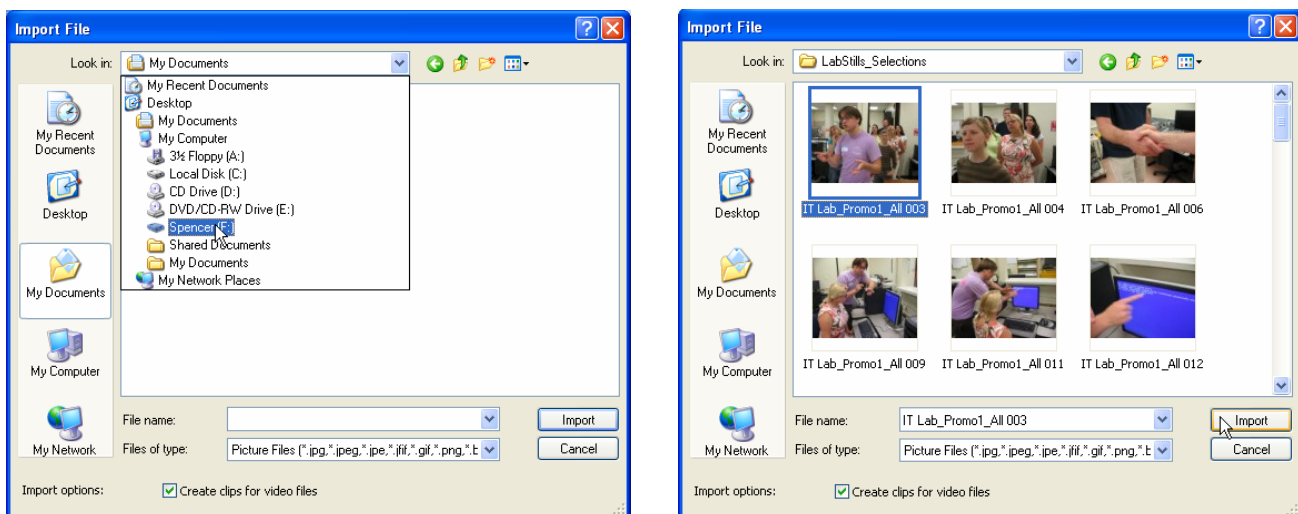 Import File
Look in:
My Documents
My Recent Documents
Desktop
My Documents
My Computer
3½ Floppy (A:)
Local Disk (C:)
CD Drive (D:)
DVD/CD-RW Drive (E:)
Spencer (F:)
Shared Documents
My Documents
My Network Places
My Recent
Documents
Desktop
My Documents
My Computer
My Network
File name:
Import
Files of type:
Picture Files (*.jpg,*.jpeg,*.jpe,*.jfif,*.gif,*.png,*.b
Cancel
Import options:
Create clips for video files
Import File
Look in:
LabStills_Selections
My Recent
Documents
Desktop
My Documents
My Computer
My Network
IT Lab_Promo1_All 003
IT Lab_Promo1_All 004
IT Lab_Promo1_All 006
IT Lab_Promo1_All 009
IT Lab_Promo1_All 011
IT Lab_Promo1_All 012
File name:
IT Lab_Promo1_All 003
Import
Files of type:
Picture Files (*.jpg,*.jpeg,*.jpe,*.jfif,*.gif,*.png,*.b
Cancel
Import options:
Create clips for video files